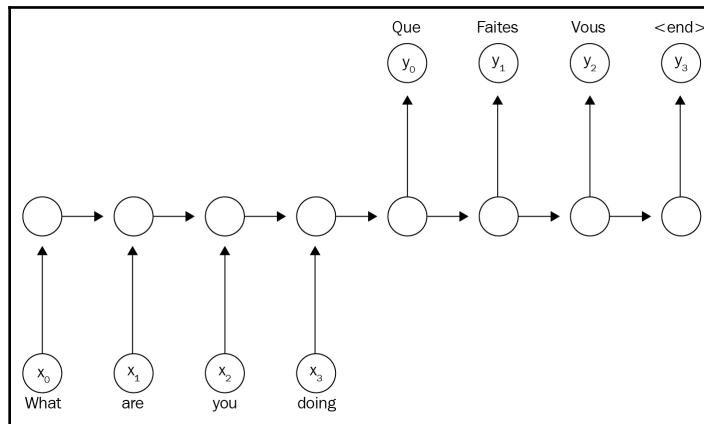 Que Faites Vous <end>
y0 y1 y2 y3
x0 x1 x2 x3
What are you doing